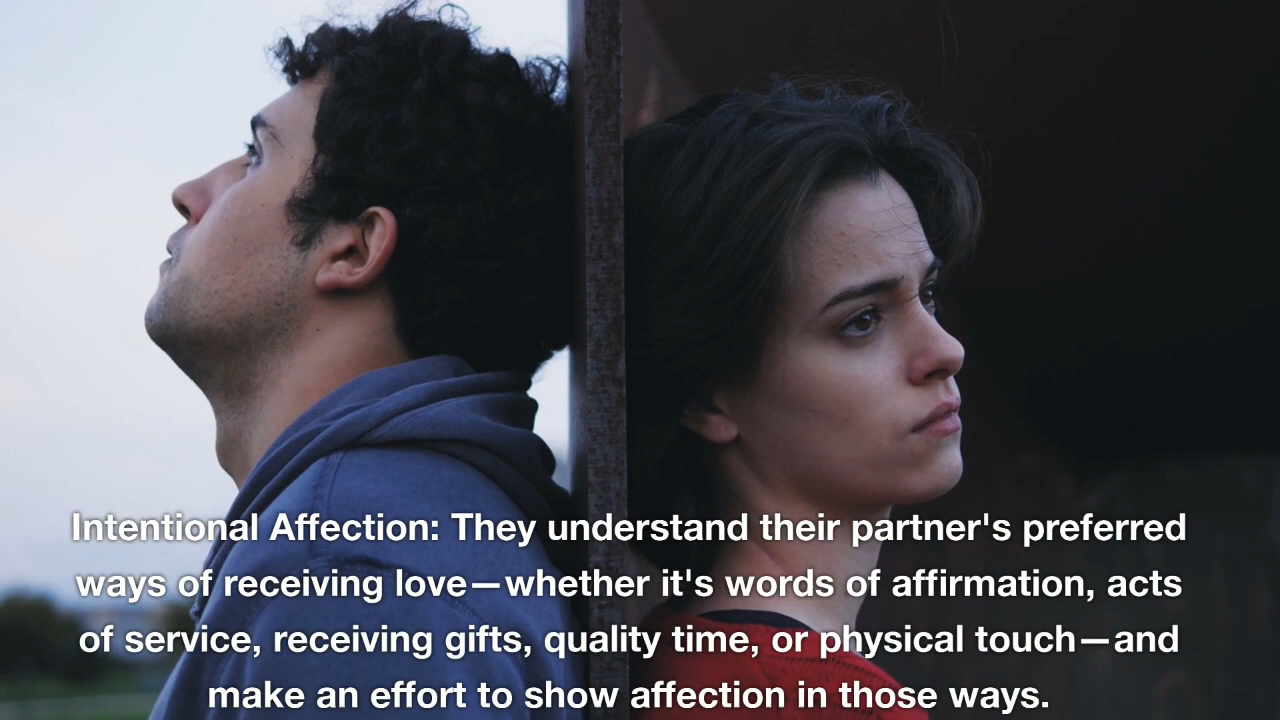 Intentional Affection: They understand their partner's preferred
ways of receiving love—whether it's words of affirmation, acts
of service, receiving gifts, quality time, or physical touch—and
make an effort to show affection in those ways.